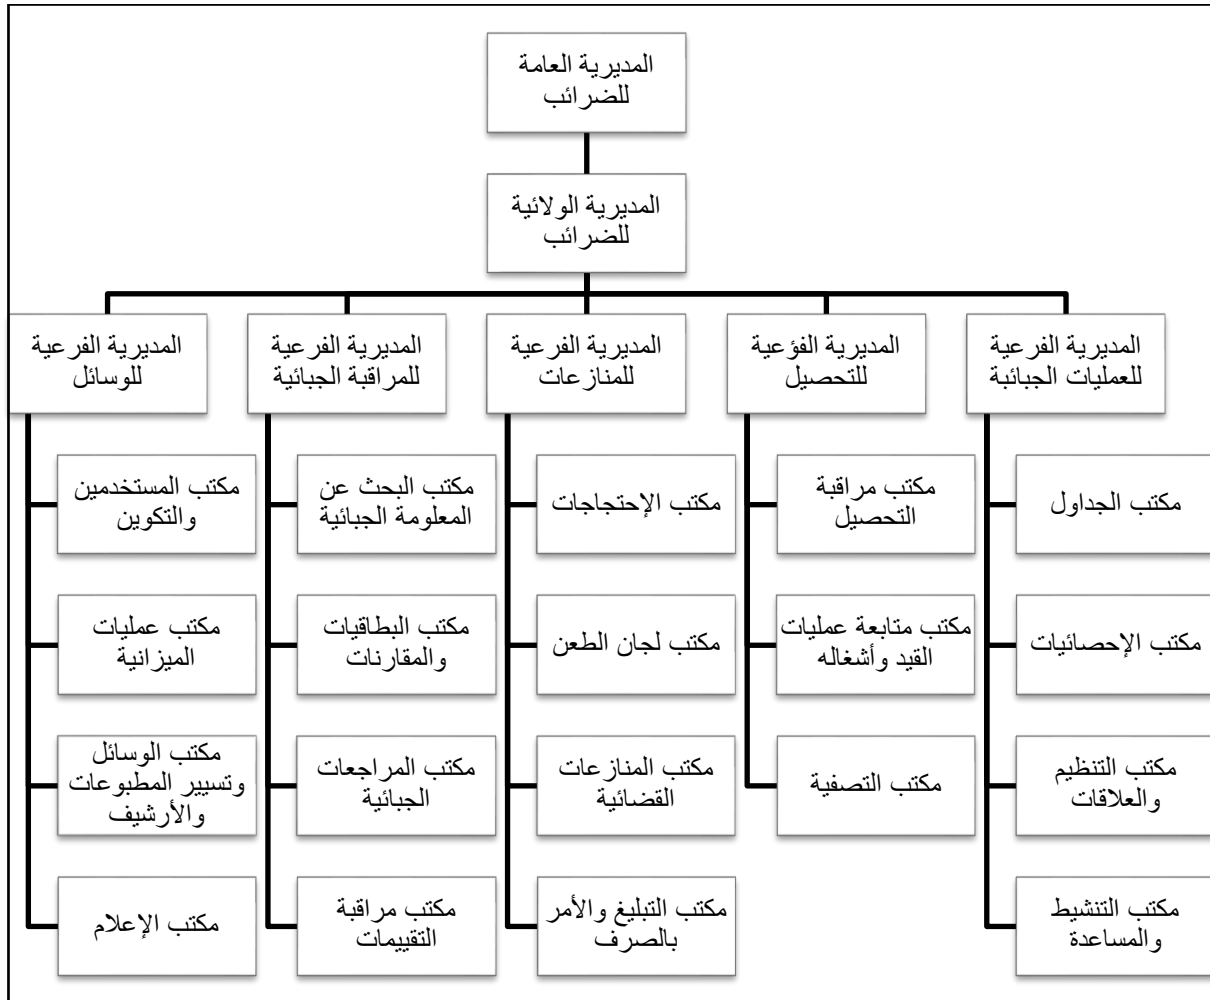 المديرية العامة
للضرائب
المديرية الولائية
للضرائب
المديرية الفرعية
للعمليات الجبائبة
المديرية الفؤعية
للتحصيل
المديرية الفرعية
للمنازعات
المديرية الفرعية
للمراقبة الجبائية
المديرية الفرعية
للوسائل
مكتب الجداول
مكتب الإحصائيات
مكتب التنظيم
والعلاقات
مكتب التنشيط
والمساعدة
مكتب مراقبة
التحصيل
مكتب متابعة عمليات
القيد وأشغاله
مكتب التصفية
مكتب الإحتجاجات
مكتب لجان الطعن
مكتب المنازعات
القضائية
مكتب التبليغ والأمر
بالصرف
مكتب البحث عن
المعلومة الجبائية
مكتب البطاقيات
والمقارنات
مكتب المراجعات
الجبائية
مكتب مراقبة
التقييمات
مكتب المستخدمين
والتكوين
مكتب عمليات
الميزانية
مكتب الوسائل
وتسيير المطبوعات
والأرشيف
مكتب الإعلام